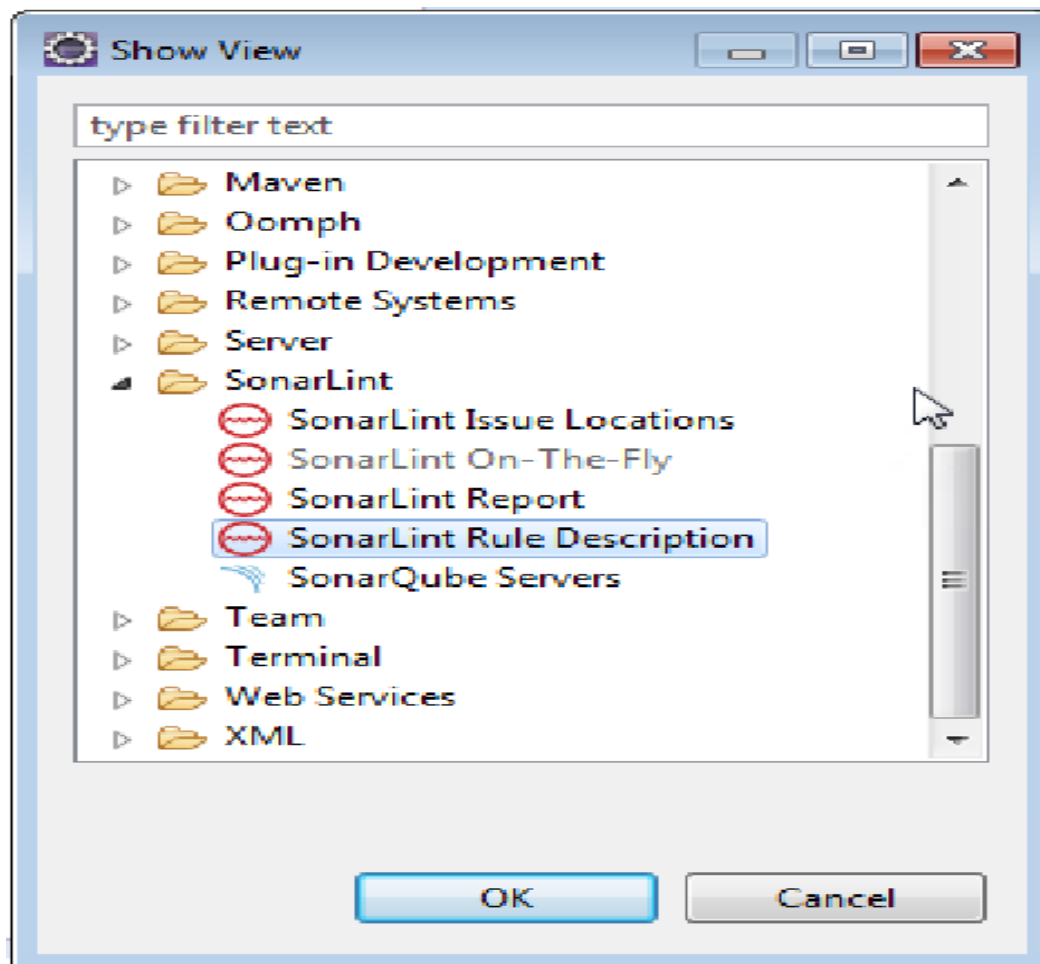 Show View
type filter text
Maven
Oomph
Plug-in Development
Remote Systems
Server
SonarLint
SonarLint Issue Locations
SonarLint On-The-Fly
SonarLint Report
SonarLint Rule Description
SonarQube Servers
Team
Terminal
Web Services
XML
OK
Cancel